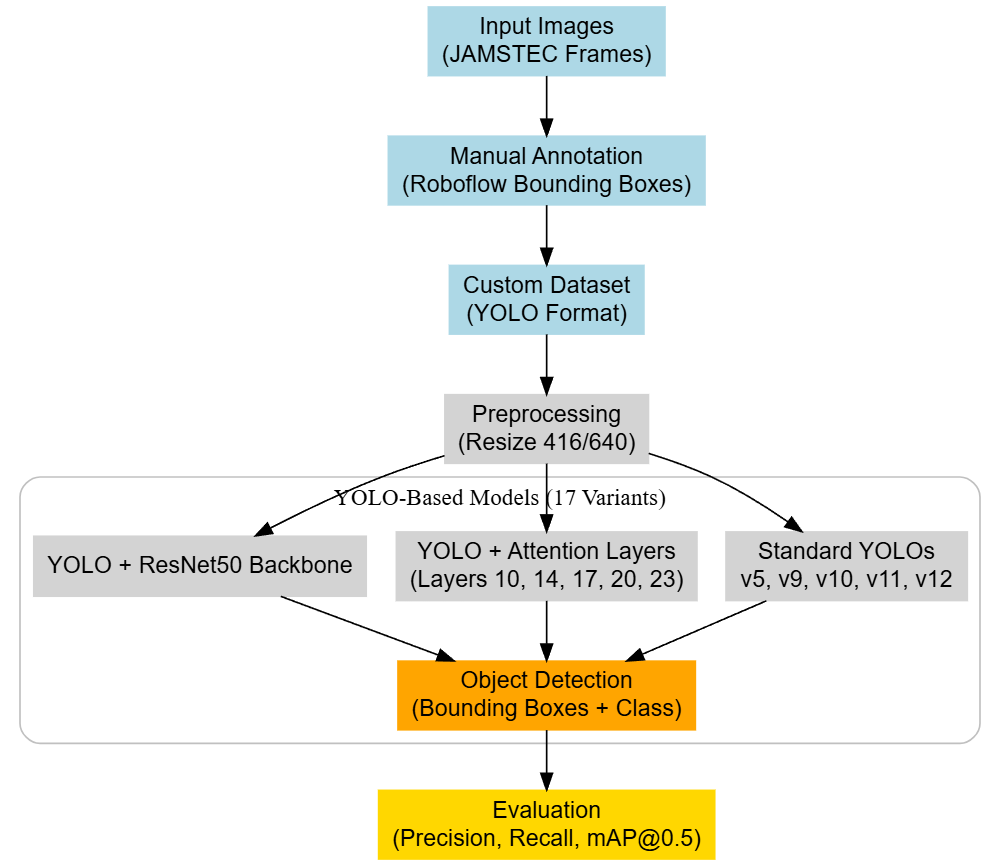 Input Images
(JAMSTEC Frames)
Manual Annotation
(Roboflow Bounding Boxes)
Custom Dataset
(YOLO Format)
Preprocessing
(Resize 416/640)
YOLO-Based Models (17 Variants)
YOLO + ResNet50 Backbone
YOLO + Attention Layers
(Layers 10, 14, 17, 20, 23)
Standard YOLOs
v5, v9, v10, v11, v12
Object Detection
(Bounding Boxes + Class)
Evaluation
(Precision, Recall, mAP@0.5)